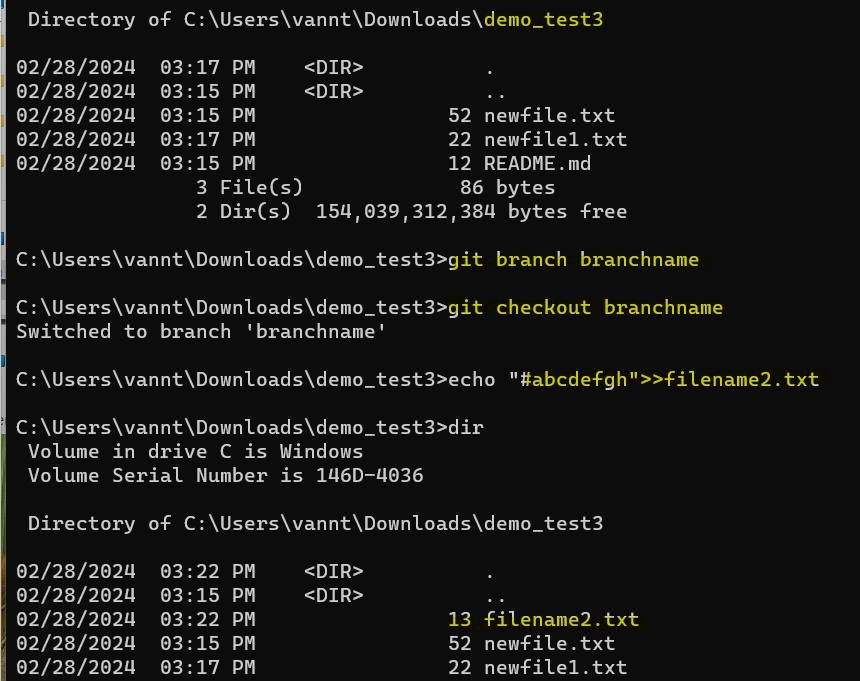 Directory of C:\Users\vannt\Downloads\demo_test3
02/28/2024  03:17 PM    <DIR>          .
02/28/2024  03:15 PM    <DIR>          ..
02/28/2024  03:15 PM                52 newfile.txt
02/28/2024  03:17 PM                22 newfile1.txt
02/28/2024  03:15 PM                12 README.md
3 File(s)             86 bytes
2 Dir(s)  154,039,312,384 bytes free
C:\Users\vannt\Downloads\demo_test3>git branch branchname
C:\Users\vannt\Downloads\demo_test3>git checkout branchname
Switched to branch 'branchname'
C:\Users\vannt\Downloads\demo_test3>echo "#abcdefgh">>filename2.txt
C:\Users\vannt\Downloads\demo_test3>dir
Volume in drive C is Windows
Volume Serial Number is 146D-4036
Directory of C:\Users\vannt\Downloads\demo_test3
02/28/2024  03:22 PM    <DIR>          .
02/28/2024  03:15 PM    <DIR>          ..
02/28/2024  03:22 PM                13 filename2.txt
02/28/2024  03:15 PM                52 newfile.txt
02/28/2024  03:17 PM                22 newfile1.txt